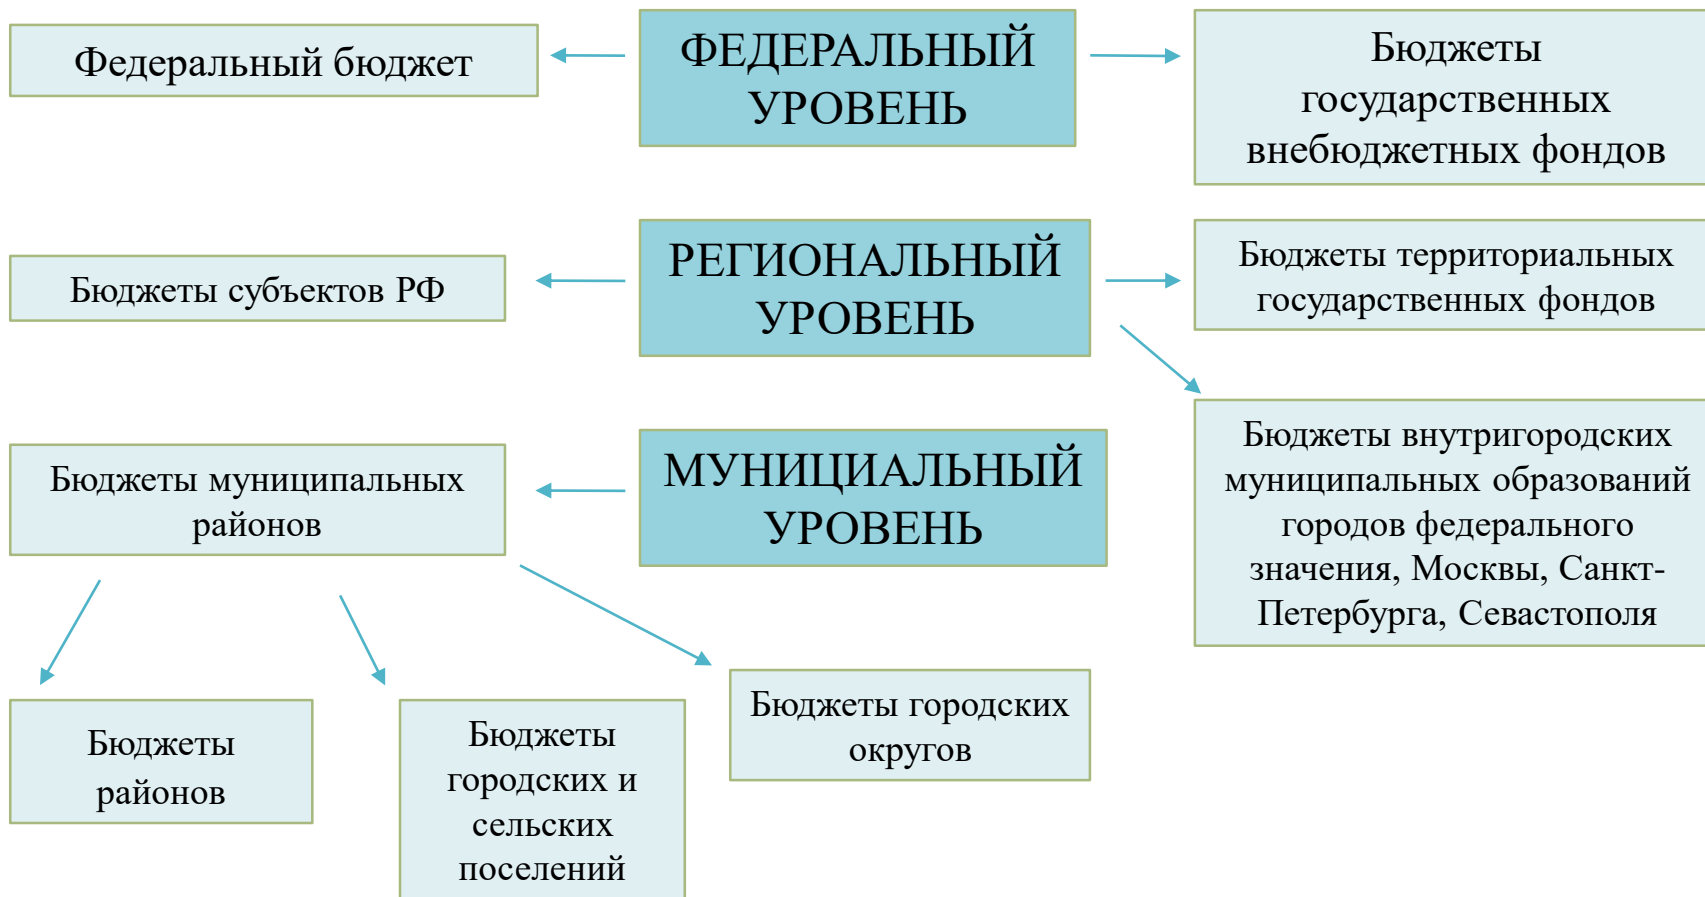 Федеральный бюджет
ФЕДЕРАЛЬНЫЙ
УРОВЕНЬ
Бюджеты
государственных
внебюджетных фондов
Бюджеты субъектов РФ
РЕГИОНАЛЬНЫЙ
УРОВЕНЬ
Бюджеты территориальных
государственных фондов
Бюджеты муниципальных
районов
МУНИЦИАЛЬНЫЙ
УРОВЕНЬ
Бюджеты внутригородских
муниципальных образований
городов федерального
значения, Москвы, Санкт-
Петербурга, Севастополя
Бюджеты
районов
Бюджеты
городских и
сельских
поселений
Бюджеты городских
округов